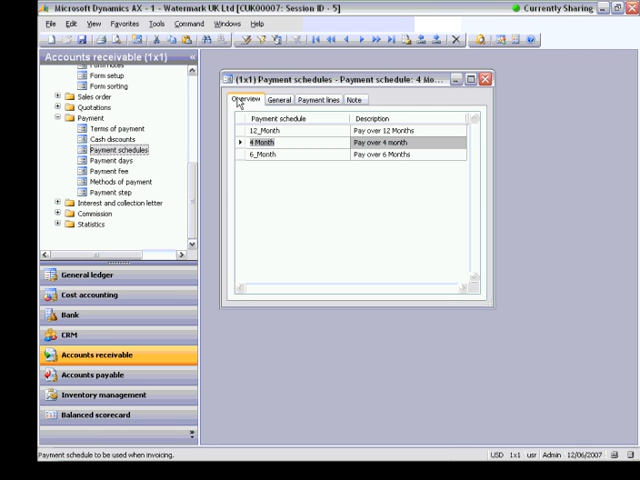 Microsoft Dynamics AX - 1 - Watermark UK Ltd [CUK00007: Session ID - 5]
Currently Sharing
File Edit View Favorites Tools Command Windows Help
Accounts receivable (1x1)
Form notes
Form setup
Form sorting
Sales order
Quotations
Payment
Terms of payment
Cash discounts
Payment schedules
Payment days
Payment fee
Methods of payment
Payment step
Interest and collection letter
Commission
Statistics
General ledger
Cost accounting
Bank
CRM
Accounts receivable
Accounts payable
Inventory management
Balanced scorecard
(1x1) Payment schedules - Payment schedule: 4 Mo...
Overview General Payment lines Note
Payment schedule Description
12_Month Pay over 12 Months
4 Month Pay over 4 month
6_Month Pay over 6 Months
Payment schedule to be used when invoicing.
USD 1x1 usr Admin 12/06/2007